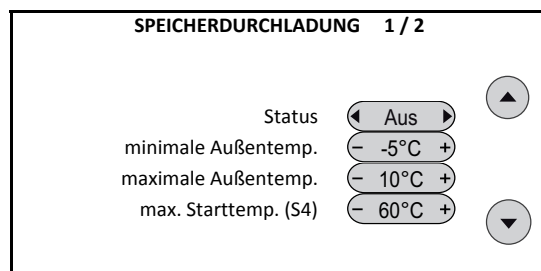 SPEICHERDURCHLADUNG 1 / 2
Status Aus
minimale Außentemp. - -5°C +
maximale Außentemp. - 10°C +
max. Starttemp. (S4) - 60°C +